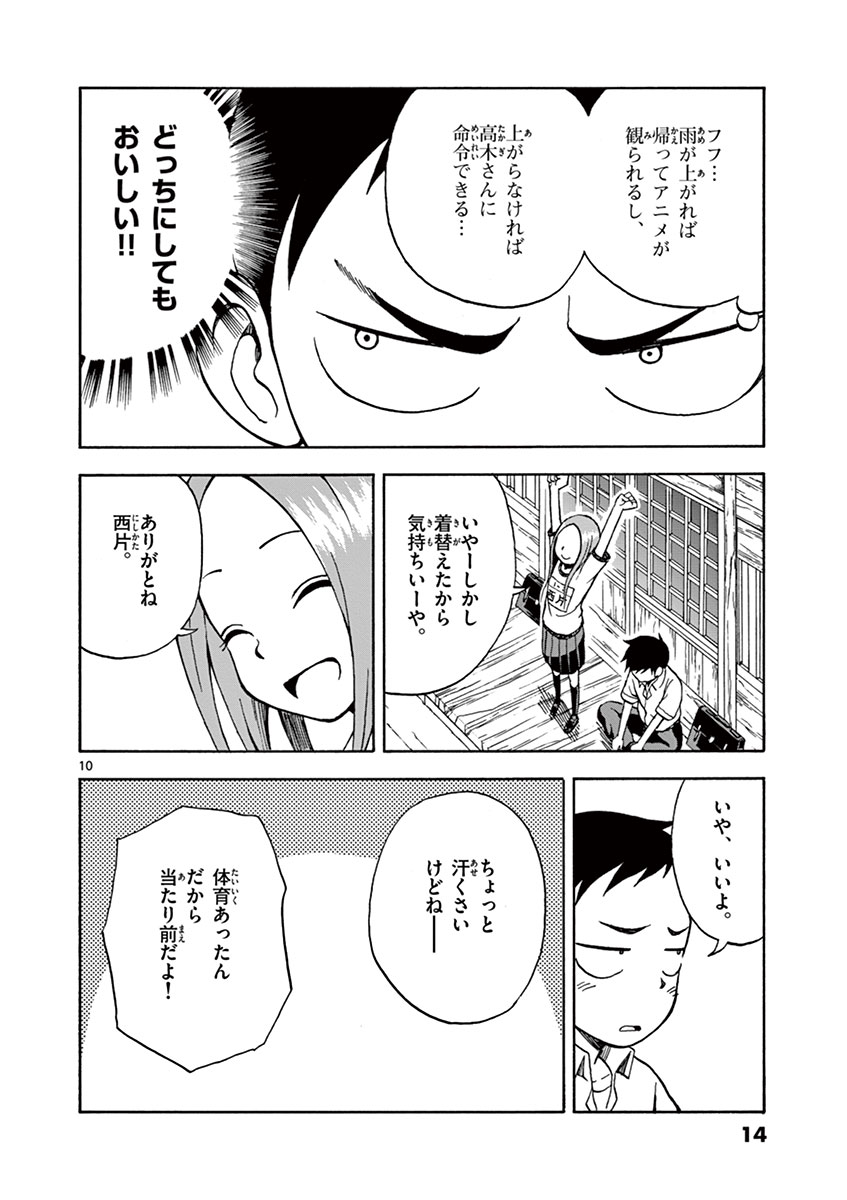 フフ…
雨が上がれば
帰ってアニメが
観られるし、
上がらなければ
高木さんに
命令できる…
どっちにしても
おいしい!!
いやーしかし
着替えたから
気持ちいーや。
西片
ありがとね
西片。
10
いや、いいよ。
ちょっと
汗くさい
けどね──
体育あったん
だから
当たり前だよ!
14